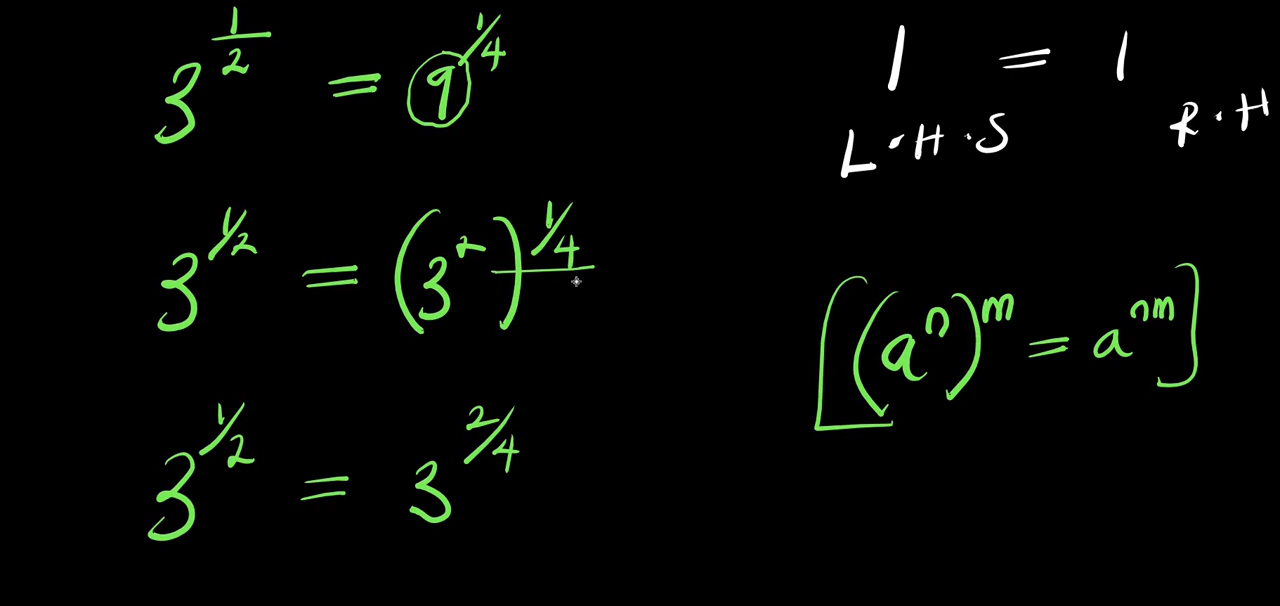 3^{1/2} = 9^{1/4}
3^{1/2} = (3^2)^{1/4}
3^{1/2} = 3^{2/4}
1 = 1
L.H.S R.H
[(a^n)^m = a^{nm}]